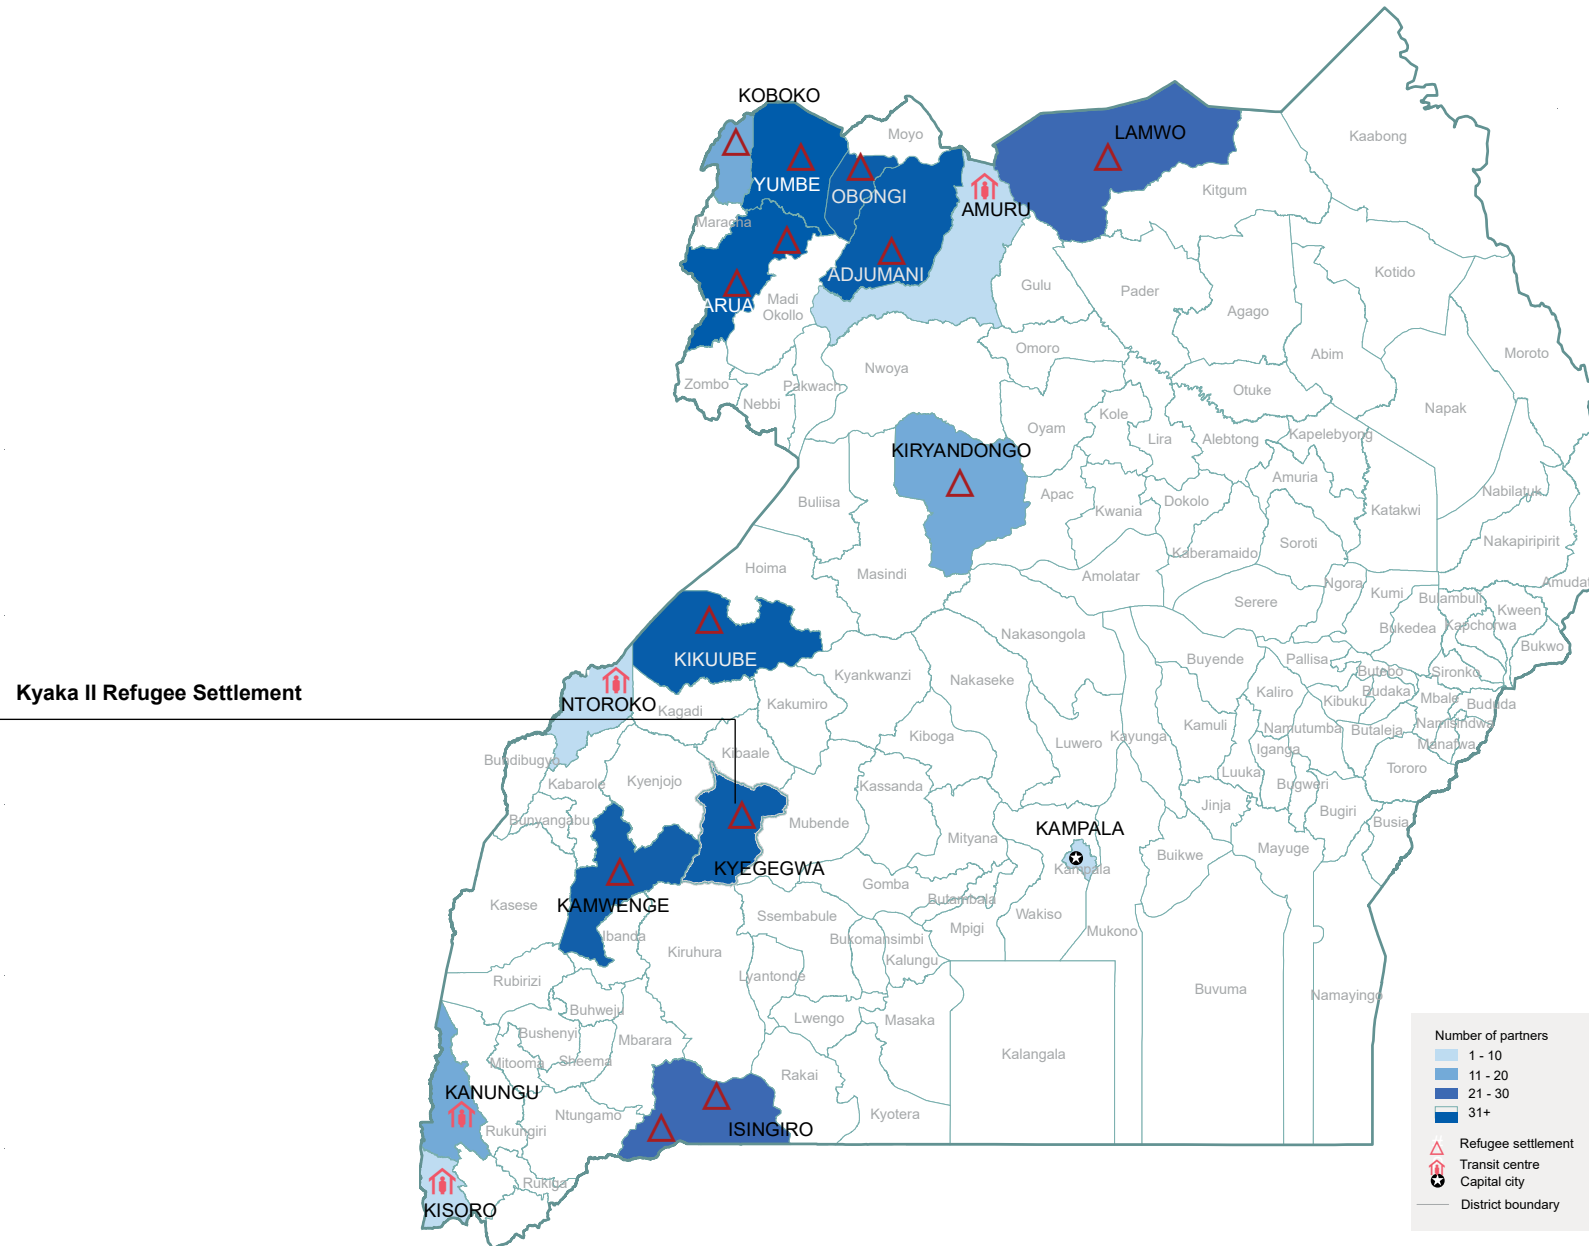 KOBOKO
Moyo
LAMWO
Kaabong
YUMBE
OBONGI
Kitgum
AMURU
Maracha
ADJUMANI
Kotido
Gulu
Pader
ARUA
Madi
Okollo
Agago
Omoro
Abim
Moroto
Nwoya
Zombo
Pakwach
Otuke
Nebbi
Napak
Kole
Oyam
Lira
Alebtong
Kapelebyong
KIRYANDONGO
Amuria
Apac
Nabilatuk
Buliisa
Dokolo
Kwania
Katakwi
Soroti
Nakapiripirit
Kaberamaido
Hoima
Masindi
Amolatar
Ngora
Amudat
Kumi
Bulambuli
Serere
Kween
Kapchorwa
Bukedea
Nakasongola
Bukwo
KIKUUBE
Buyende
Pallisa
Kyankwanzi
Butebo
Sironko
Nakaseke
Kyaka II Refugee Settlement
Kaliro
Budaka
Mbale
Kibuku
Bududa
NTOROKO
Kagadi
Kakumiro
Kamuli
Namutumba
Butaleja
Namisindwa
Kiboga
Kayunga
Luwero
Manafwa
Iganga
Kibaale
Bundibugyo
Tororo
Luuka
Kyenjojo
Kabarole
Kassanda
Bugweri
Jinja
Bugiri
Bunyangabu
Mubende
Busia
KAMPALA
Mityana
Mayuge
Buikwe
KYEGEGWA
Kampala
Gomba
Butambala
KAMWENGE
Kasese
Ssembabule
Wakiso
Mpigi
Mukono
Ibanda
Bukomansimbi
Kiruhura
Kalungu
Lyantonde
Rubirizi
Buvuma
Namayingo
Buhweju
Lwengo
Masaka
Bushenyi
Mbarara
Kalangala
Mitooma
Sheema
Rakai
KANUNGU
Ntungamo
Kyotera
Rukungiri
ISINGIRO
Rukiga
KISORO
Number of partners
1 - 10
11 - 20
21 - 30
31+
Refugee settlement
Transit centre
Capital city
District boundary